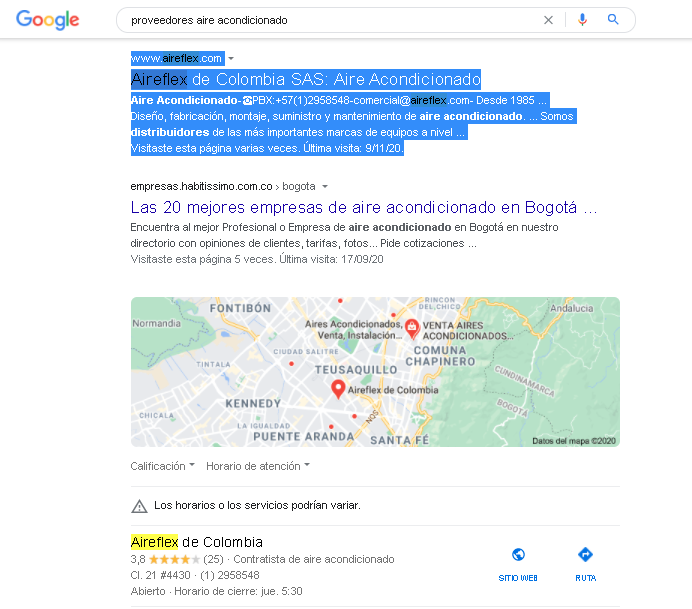 Google
proveedores aire acondicionado
www.aireflex.com
Aireflex de Colombia SAS: Aire Acondicionado
Aire Acondicionado-☎PBX:+57(1)2958548-comercial@aireflex.com- Desde 1985 ...
Diseño, fabricación, montaje, suministro y mantenimiento de aire acondicionado. ... Somos
distribuidores de las más importantes marcas de equipos a nivel ...
Visitaste esta página varias veces. Última visita: 9/11/20.
empresas.habitissimo.com.co › bogota
Las 20 mejores empresas de aire acondicionado en Bogotá ...
Encuentra al mejor Profesional o Empresa de aire acondicionado en Bogotá en nuestro
directorio con opiniones de clientes, tarifas, fotos... Pide cotizaciones ...
Visitaste esta página 5 veces. Última visita: 17/09/20
RINCÓN
DEL CHICÓ
FONTIBÓN
Andalucía
Normandia
Aires Acondicionados,
Venta, Instalación...
VENTA AIRES
ACONDICIONADOS...
CIUDAD SALITRE
COMUNA
CHAPINERO
TINTALA
TEUSAQUILLO
CUNDINAMARCA
BOGOTÁ
Aireflex de Colombia
KENNEDY
NQS
CHICALA
LA IGUALDAD
PUENTE ARANDA
SANTA FÉ
Datos del mapa ©2020
Calificación Horario de atención
Los horarios o los servicios podrían variar.
Aireflex de Colombia
3,8 ★★★★★ (25) · Contratista de aire acondicionado
Cl. 21 #4430 · (1) 2958548
Abierto · Horario de cierre: jue. 5:30
SITIO WEB
RUTA